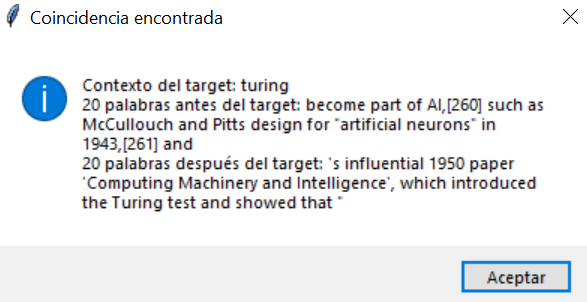 Coincidencia encontrada
Contexto del target: turing
20 palabras antes del target: become part of AI,[260] such as
McCullouch and Pitts design for "artificial neurons" in
1943,[261] and
20 palabras después del target: 's influential 1950 paper
'Computing Machinery and Intelligence', which introduced
the Turing test and showed that "
Aceptar